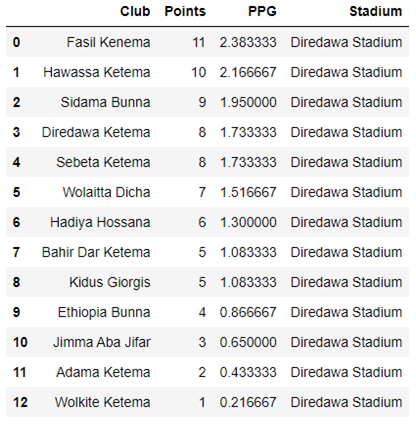 Club Points PPG Stadium
0 Fasil Kenema 11 2.383333 Diredawa Stadium
1 Hawassa Ketema 10 2.166667 Diredawa Stadium
2 Sidama Bunna 9 1.950000 Diredawa Stadium
3 Diredawa Ketema 8 1.733333 Diredawa Stadium
4 Sebeta Ketema 8 1.733333 Diredawa Stadium
5 Wolaitta Dicha 7 1.516667 Diredawa Stadium
6 Hadiya Hossana 6 1.300000 Diredawa Stadium
7 Bahir Dar Ketema 5 1.083333 Diredawa Stadium
8 Kidus Giorgis 5 1.083333 Diredawa Stadium
9 Ethiopia Bunna 4 0.866667 Diredawa Stadium
10 Jimma Aba Jifar 3 0.650000 Diredawa Stadium
11 Adama Ketema 2 0.433333 Diredawa Stadium
12 Wolkite Ketema 1 0.216667 Diredawa Stadium